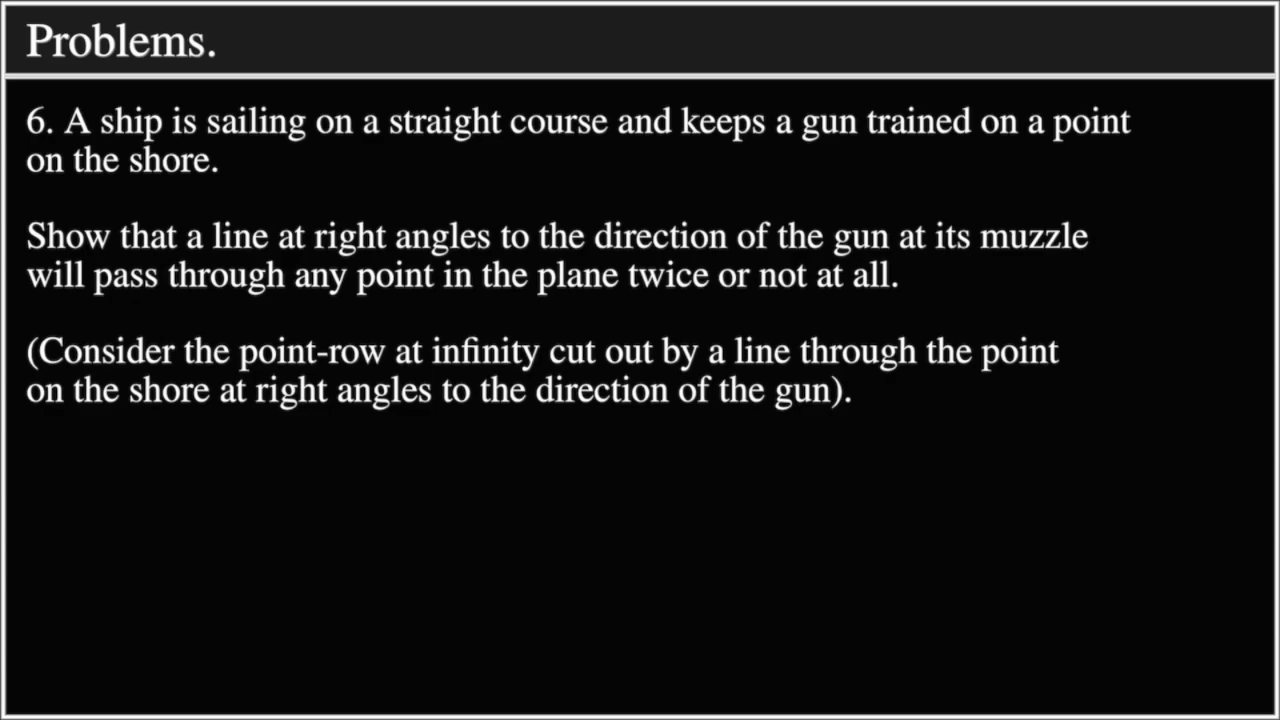 Problems.
6. A ship is sailing on a straight course and keeps a gun trained on a point
on the shore.
Show that a line at right angles to the direction of the gun at its muzzle
will pass through any point in the plane twice or not at all.
(Consider the point-row at infinity cut out by a line through the point
on the shore at right angles to the direction of the gun).